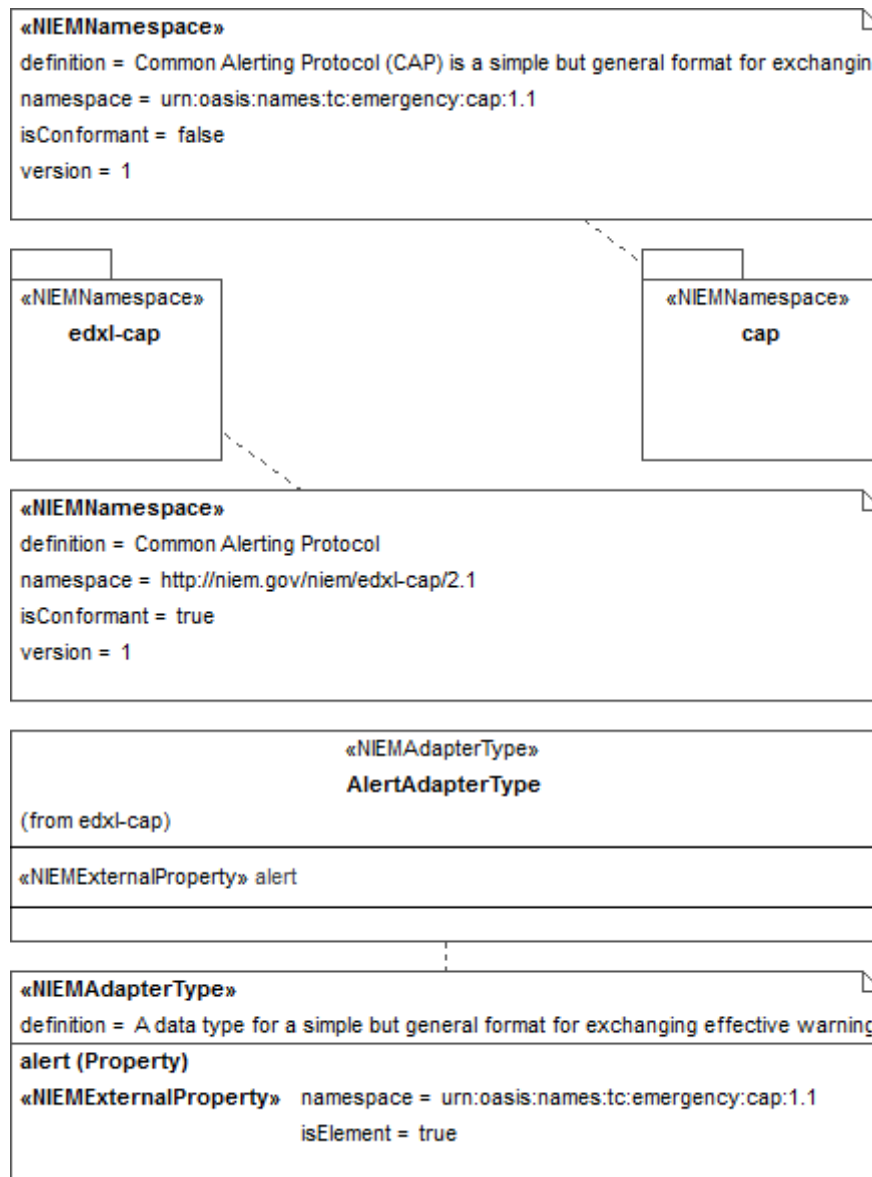 «NIEMNamespace»
definition = Common Alerting Protocol (CAP) is a simple but general format for exchangin
namespace = urn:oasis:names:tc:emergency:cap:1.1
isConformant = false
version = 1
«NIEMNamespace»
edxl-cap
«NIEMNamespace»
cap
«NIEMNamespace»
definition = Common Alerting Protocol
namespace = http://niem.gov/niem/edxl-cap/2.1
isConformant = true
version = 1
«NIEMAdapterType»
AlertAdapterType
(from edxl-cap)
«NIEMExternalProperty» alert
«NIEMAdapterType»
definition = A data type for a simple but general format for exchanging effective warning
alert (Property)
«NIEMExternalProperty» namespace = urn:oasis:names:tc:emergency:cap:1.1
isElement = true